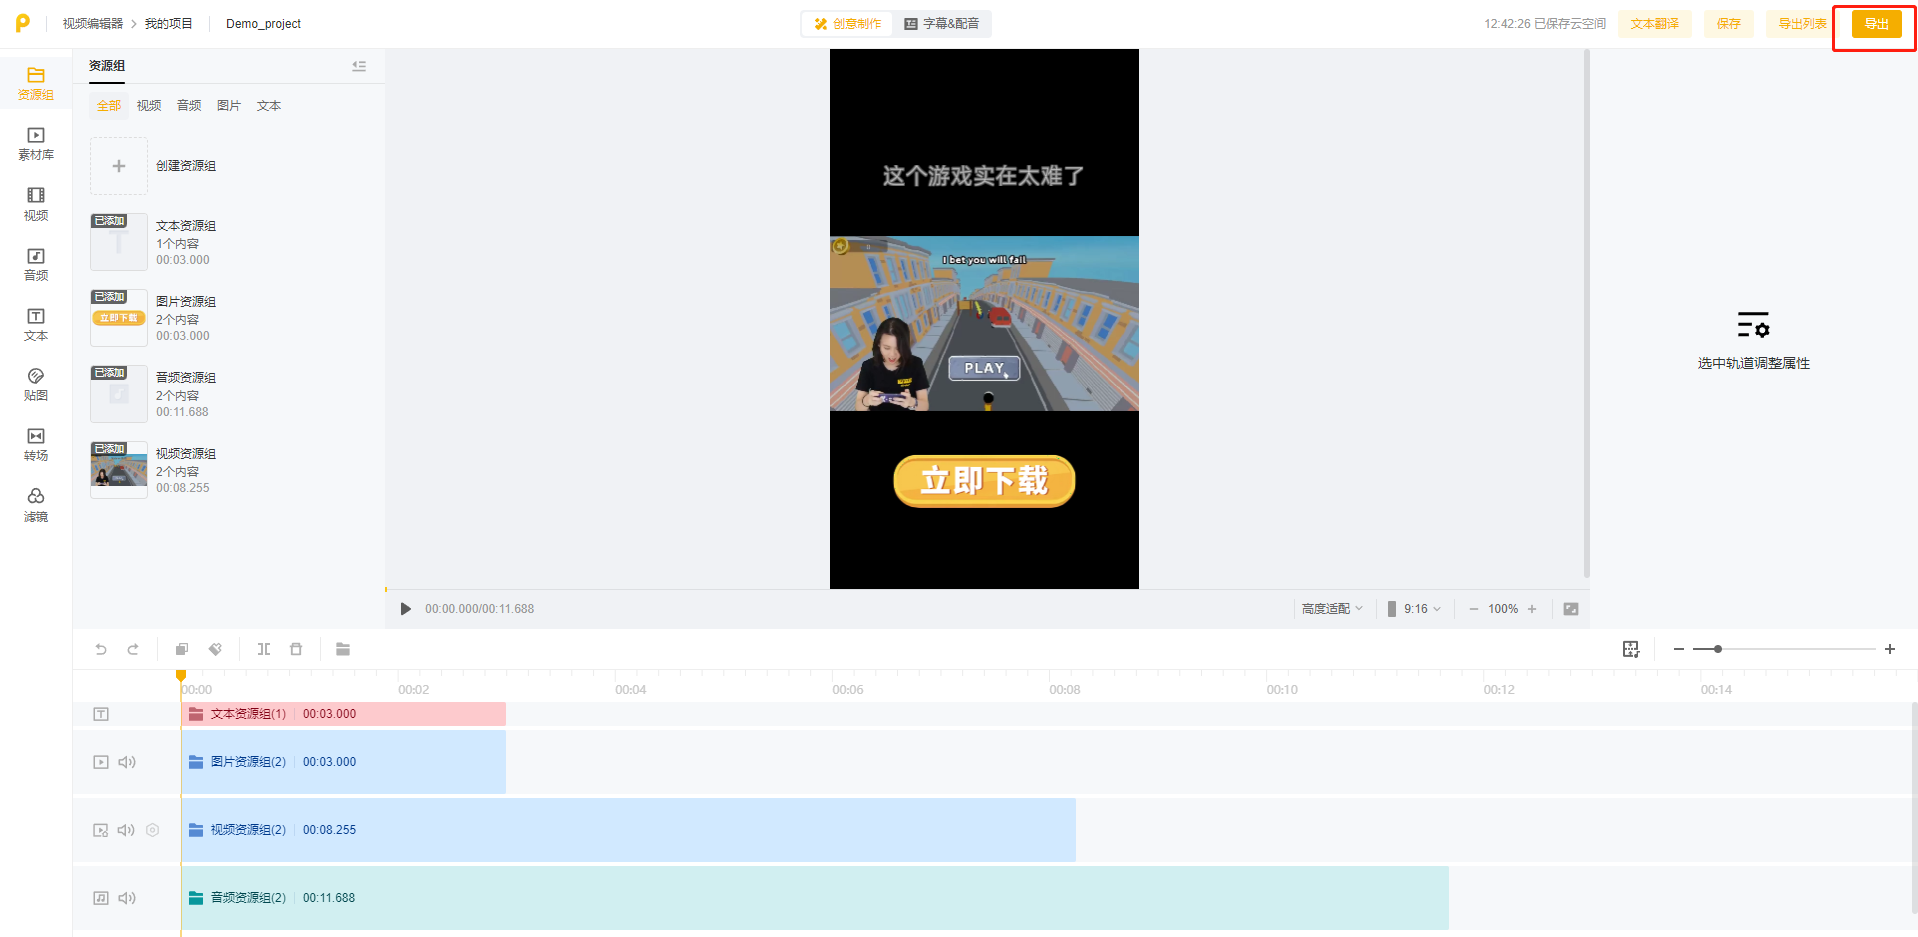 视频编辑器 > 我的项目 Demo_project
创意制作 字幕&配音
12:42:26 已保存云空间 文本翻译 保存 导出列表 导出
资源组
全部 视频 音频 图片 文本
创建资源组
已添加
文本资源组
1个内容
00:03.000
已添加
立即下载
图片资源组
2个内容
00:03.000
已添加
音频资源组
2个内容
00:11.688
已添加
视频资源组
2个内容
00:08.255
资源组
素材库
视频
音频
文本
贴图
转场
滤镜
这个游戏实在太难了
I bet you will fail
PLAY
立即下载
选中轨道调整属性
00:00.000/00:11.688
高度适配 9:16 100%
00:00 00:02 00:04 00:06 00:08 00:10 00:12 00:14
文本资源组(1) 00:03.000
图片资源组(2) 00:03.000
视频资源组(2) 00:08.255
音频资源组(2) 00:11.688